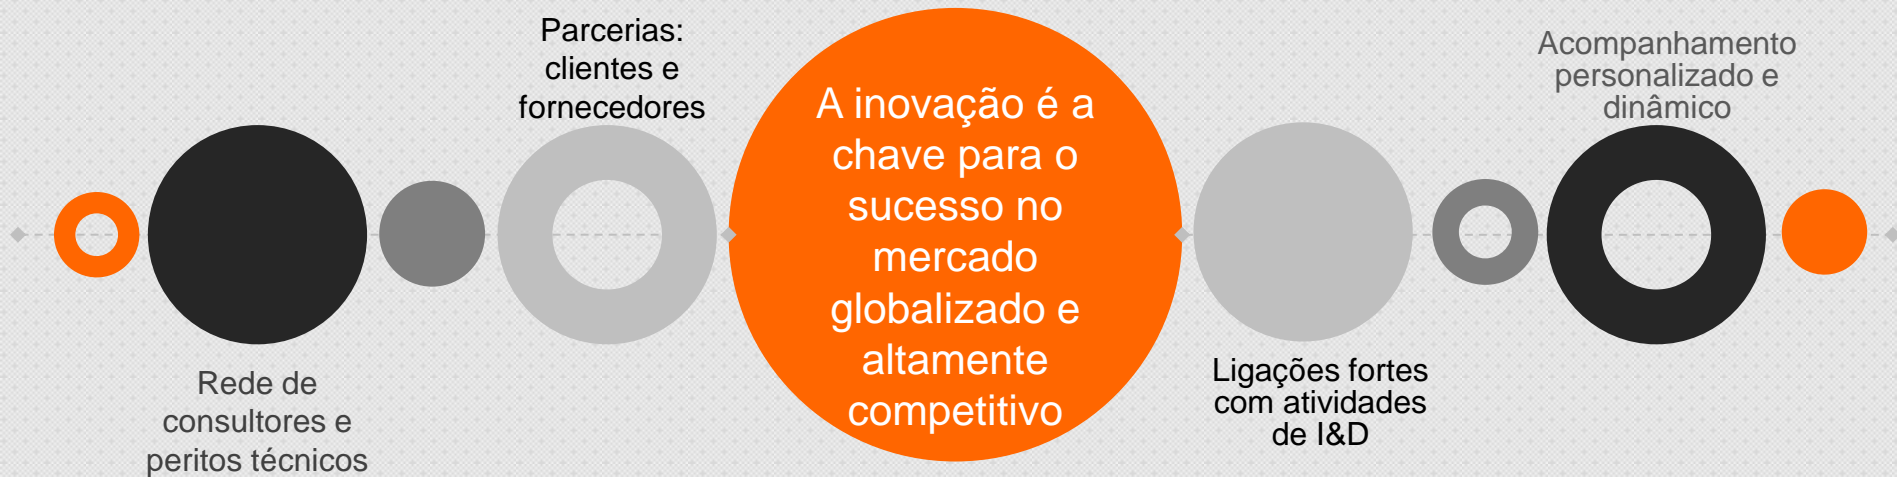 Parcerias:
clientes e
fornecedores
Rede de
consultores e
peritos técnicos
A inovação é a
chave para o
sucesso no
mercado
globalizado e
altamente
competitivo
Ligações fortes
com atividades
de I&D
Acompanhamento
personalizado e
dinâmico